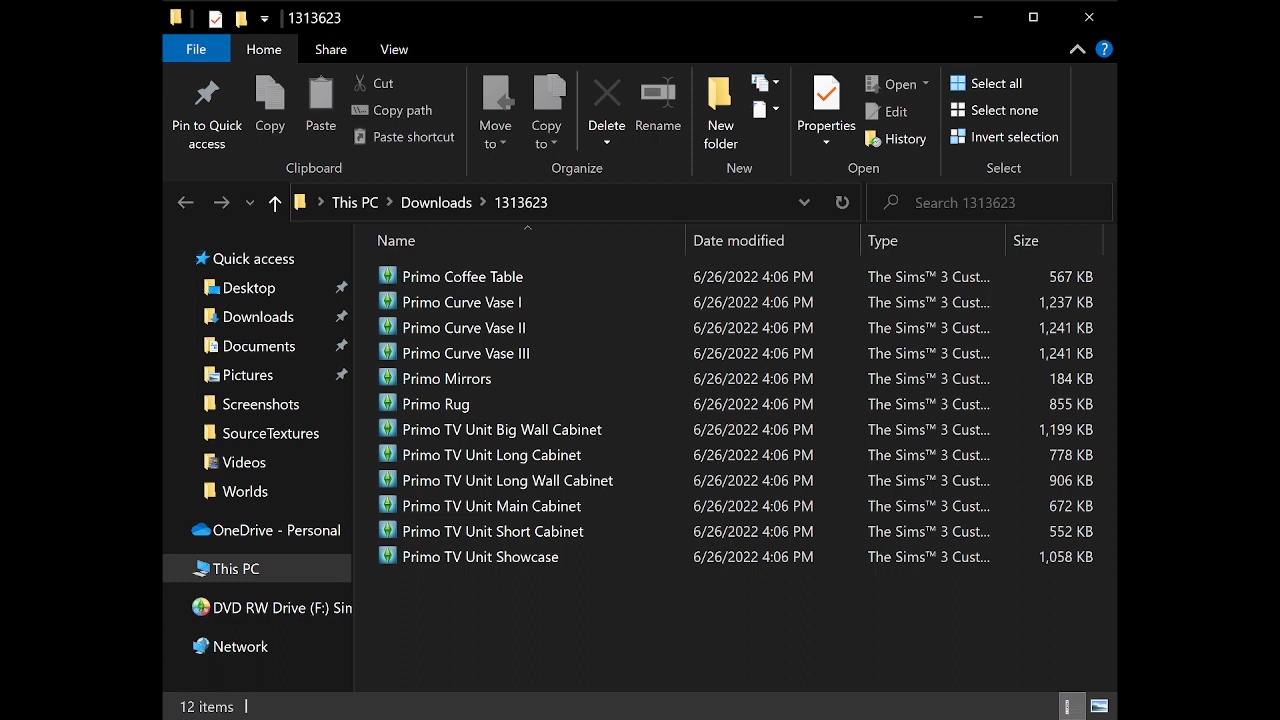 1313623
File Home Share View
Pin to Quick access
Copy
Paste
Cut
Copy path
Paste shortcut
Clipboard
Move to
Copy to
Delete
Rename
Organize
New folder
New
Properties
Open
Edit
History
Open
Select all
Select none
Invert selection
Select
This PC Downloads 1313623
Search 1313623
Quick access
Desktop
Downloads
Documents
Pictures
Screenshots
SourceTextures
Videos
Worlds
OneDrive - Personal
This PC
DVD RW Drive (F:) Sin
Network
Name Date modified Type Size
Primo Coffee Table 6/26/2022 4:06 PM The Sims™ 3 Cust... 567 KB
Primo Curve Vase I 6/26/2022 4:06 PM The Sims™ 3 Cust... 1,237 KB
Primo Curve Vase II 6/26/2022 4:06 PM The Sims™ 3 Cust... 1,241 KB
Primo Curve Vase III 6/26/2022 4:06 PM The Sims™ 3 Cust... 1,241 KB
Primo Mirrors 6/26/2022 4:06 PM The Sims™ 3 Cust... 184 KB
Primo Rug 6/26/2022 4:06 PM The Sims™ 3 Cust... 855 KB
Primo TV Unit Big Wall Cabinet 6/26/2022 4:06 PM The Sims™ 3 Cust... 1,199 KB
Primo TV Unit Long Cabinet 6/26/2022 4:06 PM The Sims™ 3 Cust... 778 KB
Primo TV Unit Long Wall Cabinet 6/26/2022 4:06 PM The Sims™ 3 Cust... 906 KB
Primo TV Unit Main Cabinet 6/26/2022 4:06 PM The Sims™ 3 Cust... 672 KB
Primo TV Unit Short Cabinet 6/26/2022 4:06 PM The Sims™ 3 Cust... 552 KB
Primo TV Unit Showcase 6/26/2022 4:06 PM The Sims™ 3 Cust... 1,058 KB
12 items